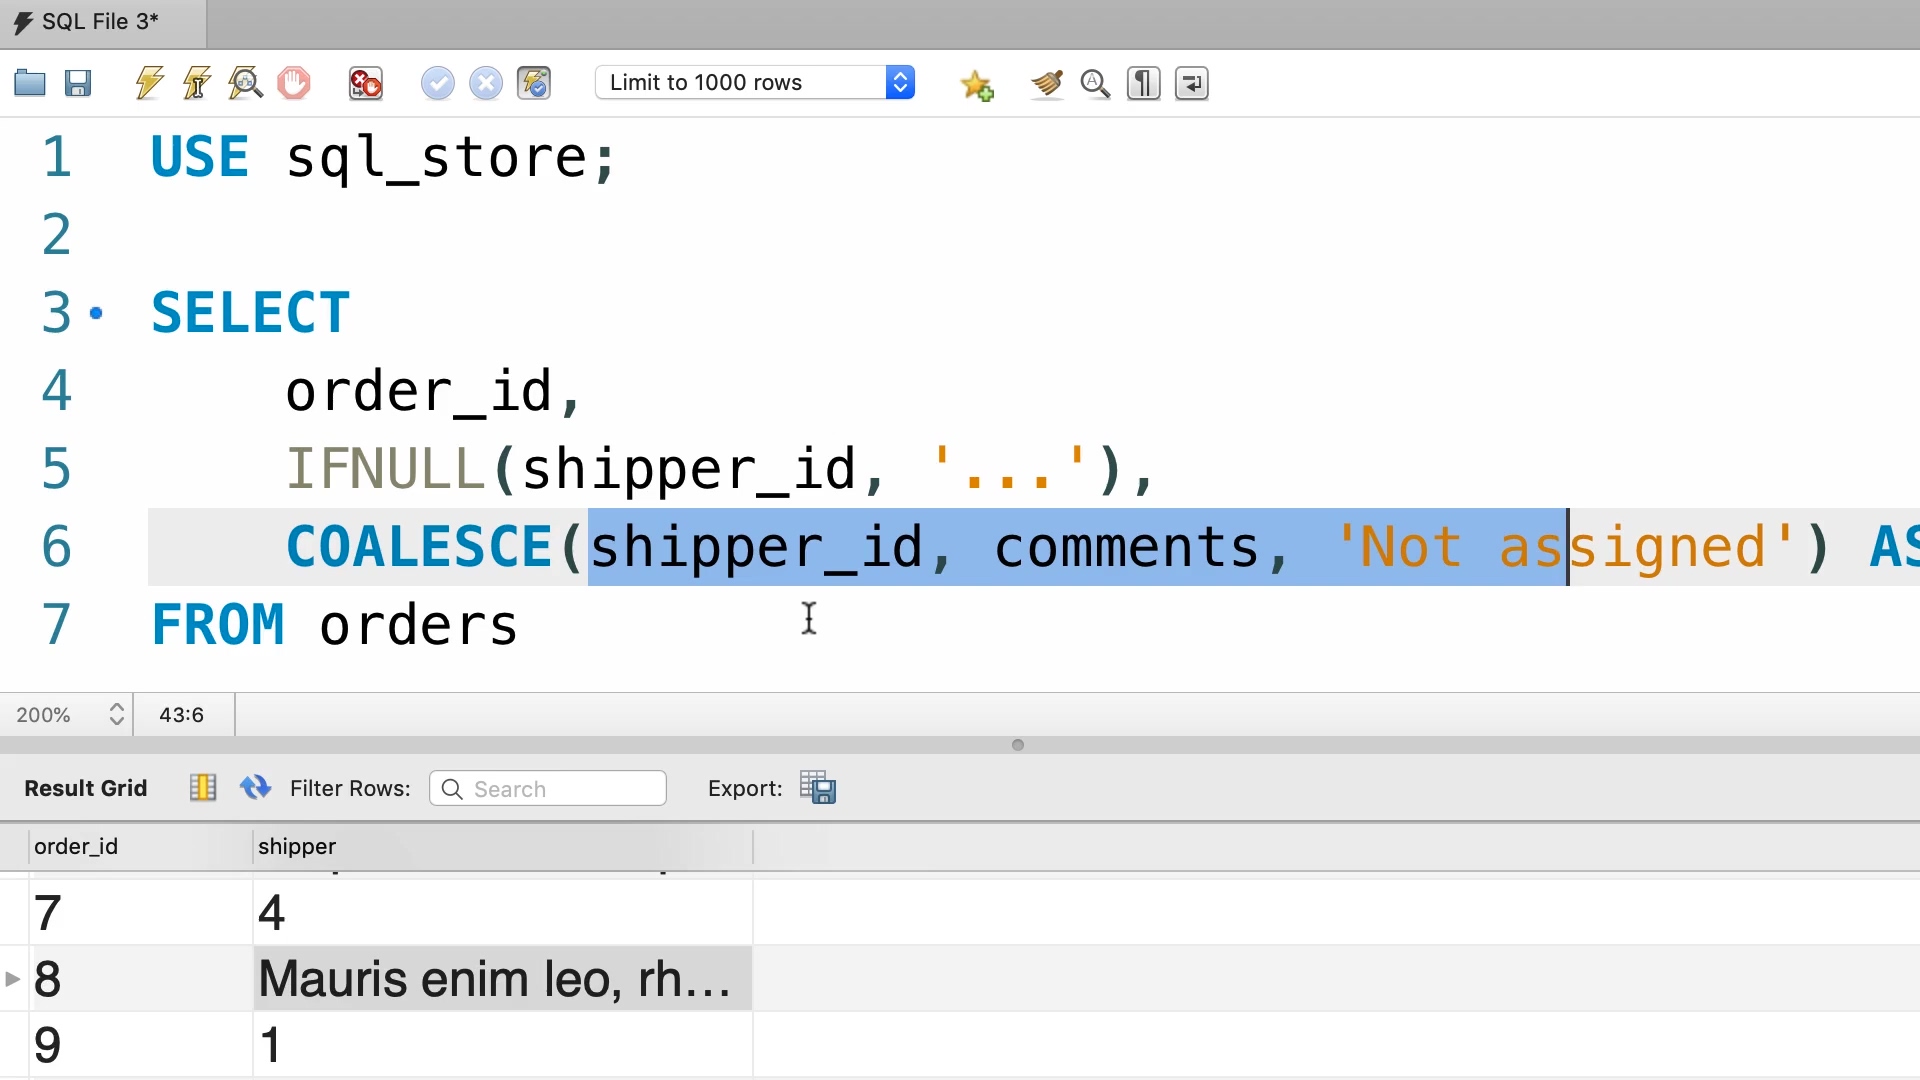 SQL File 3*
Limit to 1000 rows
1 USE sql_store;
2
3 SELECT
4 order_id,
5 IFNULL(shipper_id, '...'),
6 COALESCE(shipper_id, comments, 'Not assigned') AS
7 FROM orders
200% 43:6
Result Grid Filter Rows: Search Export:
order_id shipper
7 4
8 Mauris enim leo, rh...
9 1